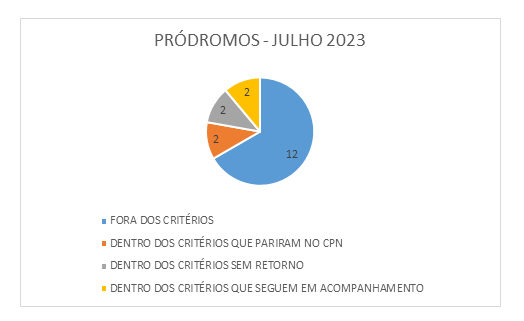 PRÓDROMOS - JULHO 2023
2
2
2
12
FORA DOS CRITÉRIOS
DENTRO DOS CRITÉRIOS QUE PARIRAM NO CPN
DENTRO DOS CRITÉRIOS SEM RETORNO
DENTRO DOS CRITÉRIOS QUE SEGUEM EM ACOMPANHAMENTO